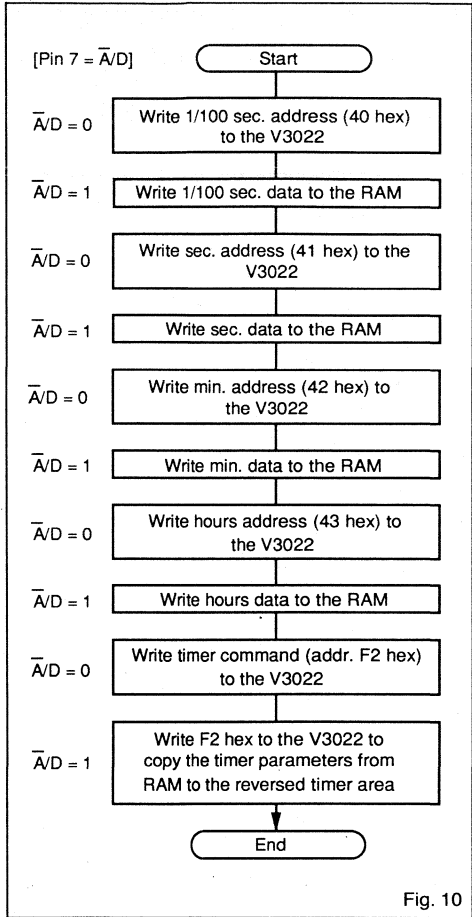 [Pin 7 = A̅/D]
Start
A̅/D = 0
Write 1/100 sec. address (40 hex)
to the V3022
A̅/D = 1
Write 1/100 sec. data to the RAM
A̅/D = 0
Write sec. address (41 hex) to the
V3022
A̅/D = 1
Write sec. data to the RAM
A̅/D = 0
Write min. address (42 hex) to
the V3022
A̅/D = 1
Write min. data to the RAM
A̅/D = 0
Write hours address (43 hex) to
the V3022
A̅/D = 1
Write hours data to the RAM
A̅/D = 0
Write timer command (addr. F2 hex)
to the V3022
A̅/D = 1
Write F2 hex to the V3022 to
copy the timer parameters from
RAM to the reversed timer area
End
Fig. 10